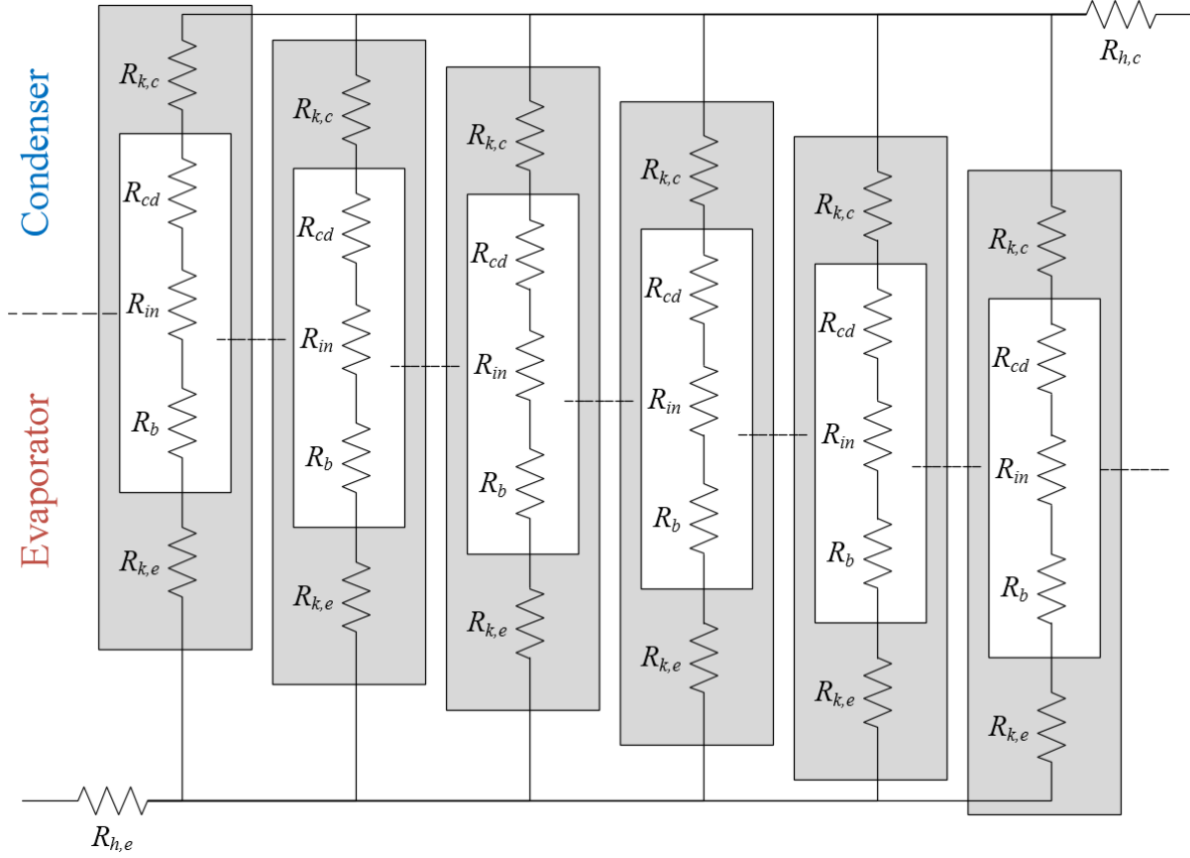 R_{h,c}
Condenser
Evaporator
R_{k,c}
R_{cd}
R_{in}
R_b
R_{k,e}
R_{k,c}
R_{cd}
R_{in}
R_b
R_{k,e}
R_{k,c}
R_{cd}
R_{in}
R_b
R_{k,e}
R_{k,c}
R_{cd}
R_{in}
R_b
R_{k,e}
R_{k,c}
R_{cd}
R_{in}
R_b
R_{k,e}
R_{k,c}
R_{cd}
R_{in}
R_b
R_{k,e}
R_{h,e}